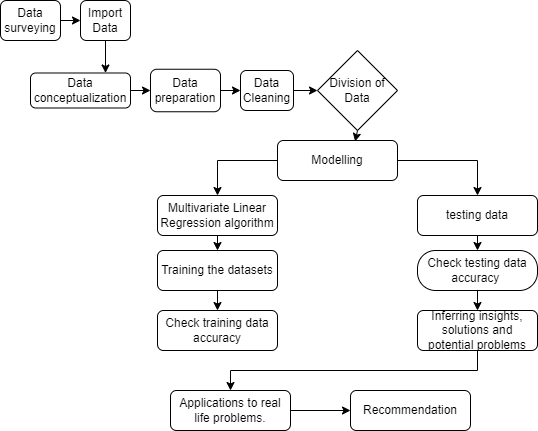 Data
surveying
Import
Data
Data
conceptualization
Data
preparation
Data
Cleaning
Division of
Data
Modelling
Multivariate Linear
Regression algorithm
testing data
Training the datasets
Check testing data
accuracy
Check training data
accuracy
Inferring insights,
solutions and
potential problems
Applications to real
life problems.
Recommendation